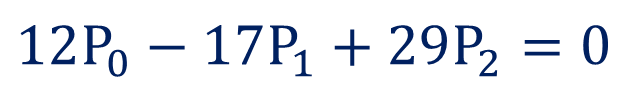 12P₀ − 17P₁ + 29P₂ = 0